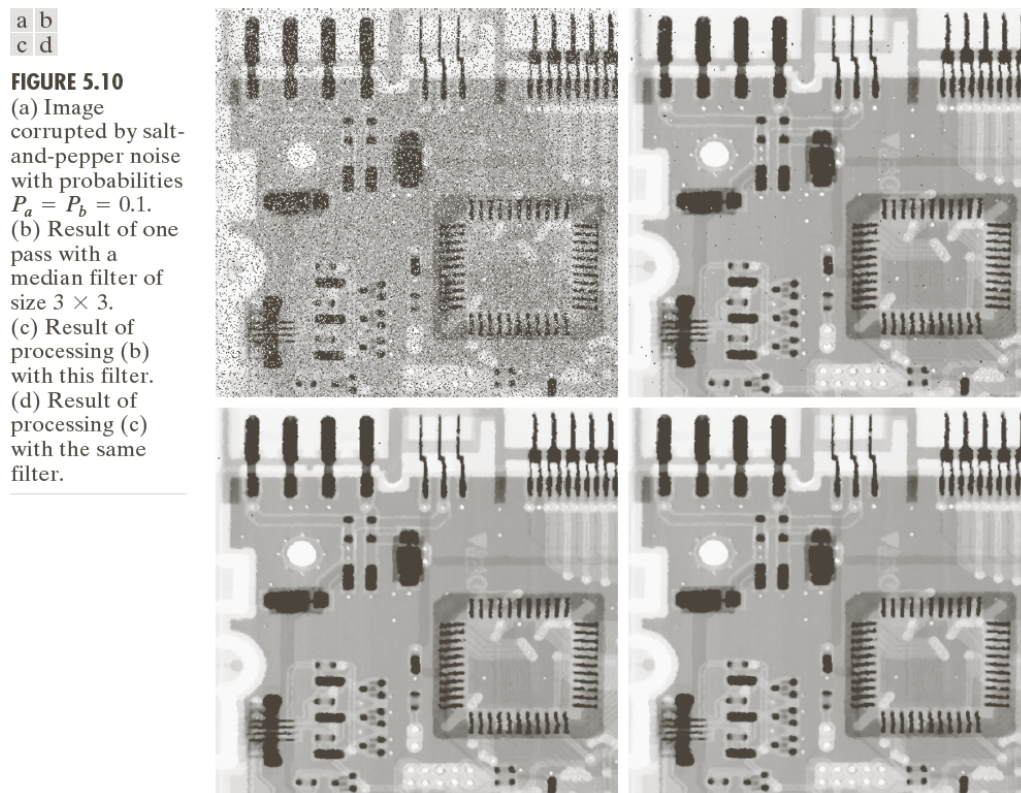 a b
c d
FIGURE 5.10
(a) Image
corrupted by salt-
and-pepper noise
with probabilities
Pa = Pb = 0.1.
(b) Result of one
pass with a
median filter of
size 3 × 3.
(c) Result of
processing (b)
with this filter.
(d) Result of
processing (c)
with the same
filter.